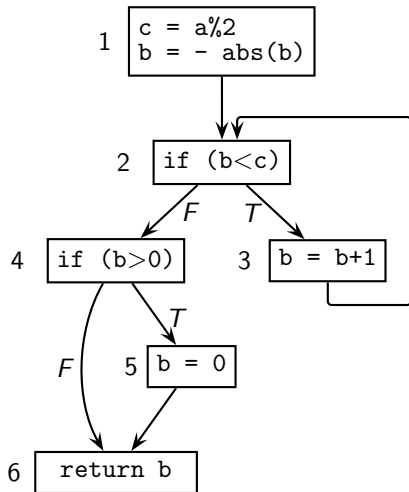 1
c = a%2
b = - abs(b)
2
if (b<c)
F
T
4
if (b>0)
3
b = b+1
F
T
5
b = 0
6
return b